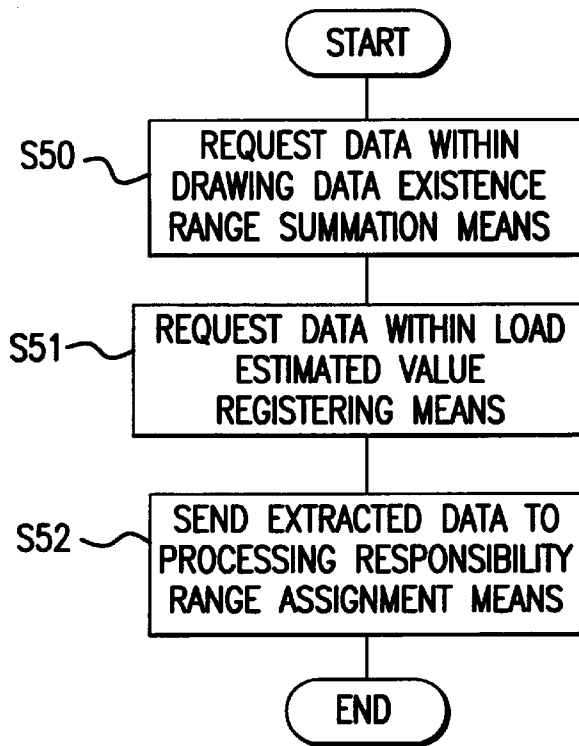 START
S50
REQUEST DATA WITHIN
DRAWING DATA EXISTENCE
RANGE SUMMATION MEANS
S51
REQUEST DATA WITHIN LOAD
ESTIMATED VALUE
REGISTERING MEANS
S52
SEND EXTRACTED DATA TO
PROCESSING RESPONSIBILITY
RANGE ASSIGNMENT MEANS
END